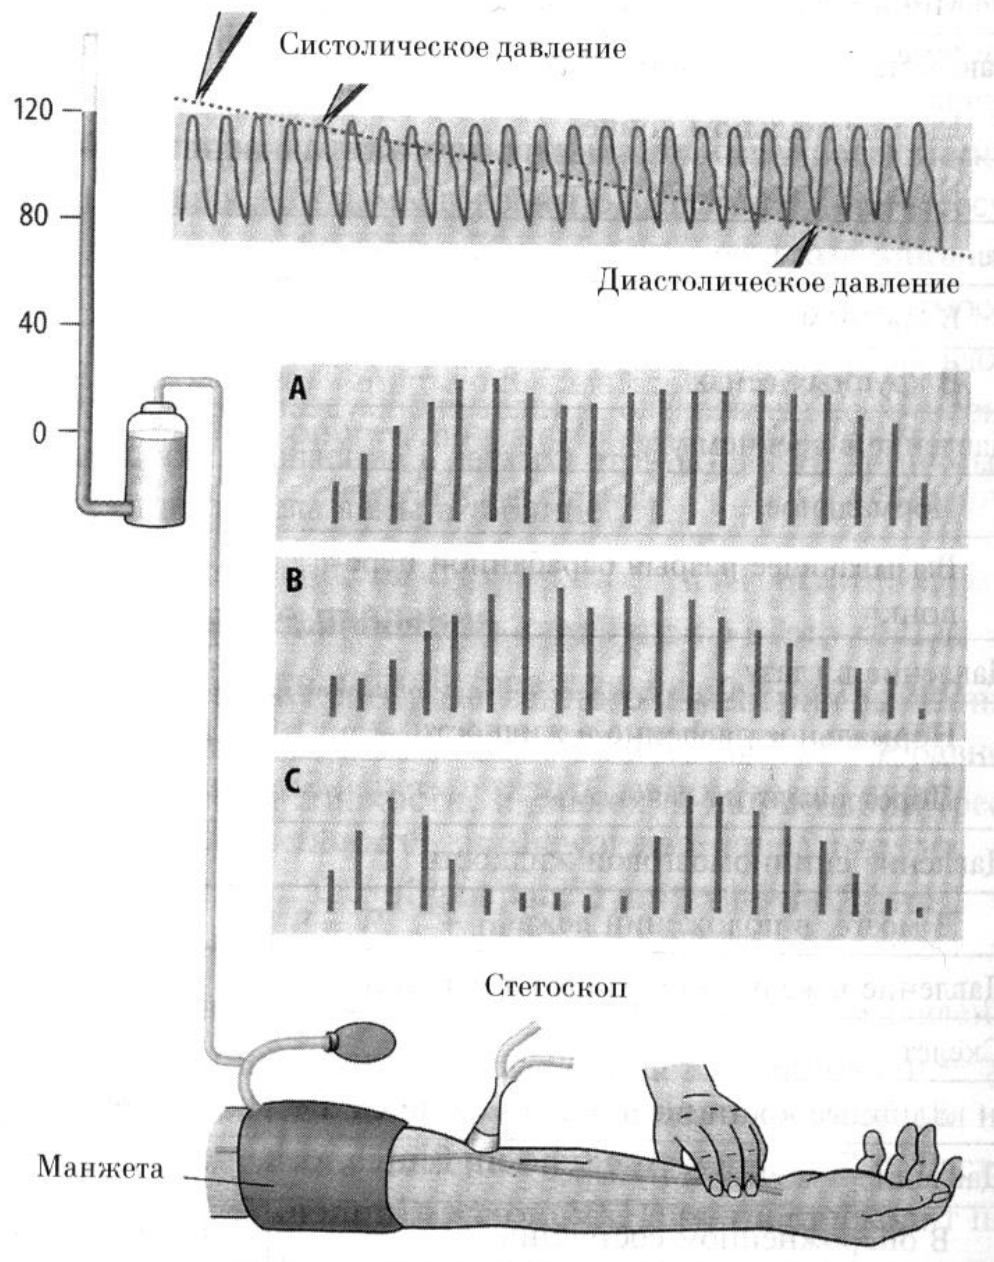 Систолическое давление
120
80
Диастолическое давление
40
0
A
B
C
Стетоскоп
Манжета